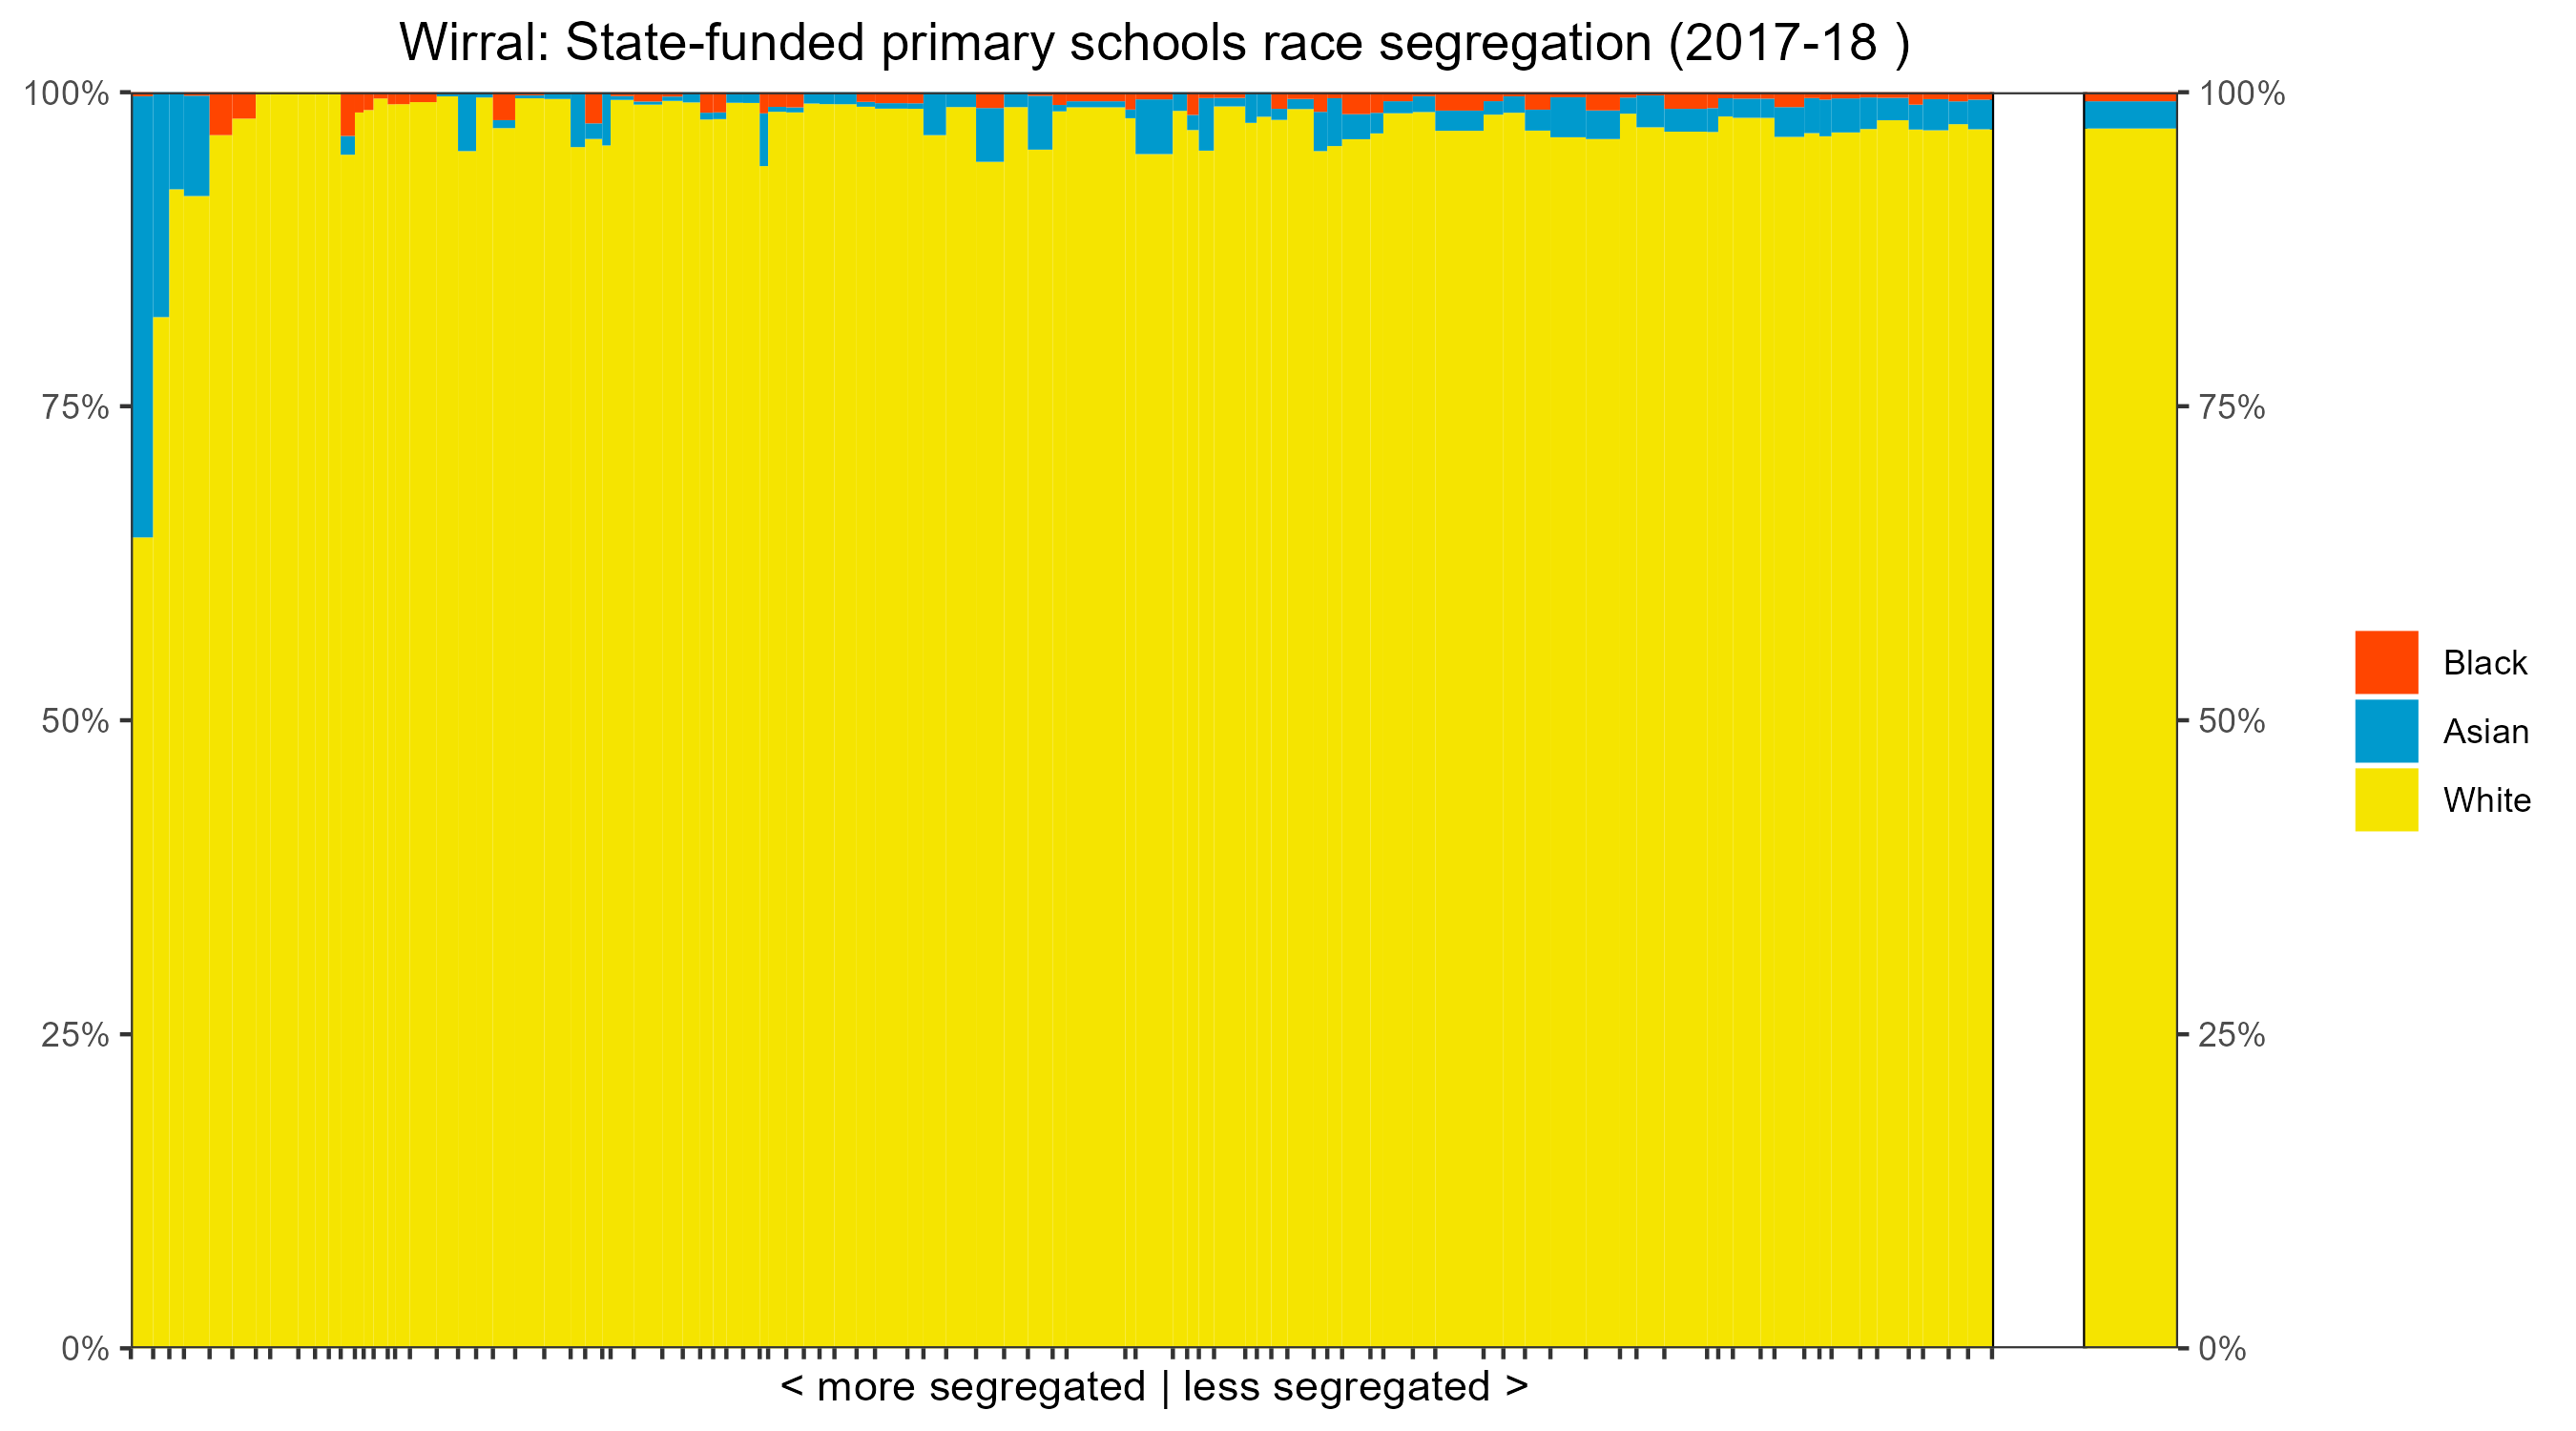 Wirral: State-funded primary schools race segregation (2017-18 )
100%
75%
50%
25%
0%
100%
75%
50%
25%
0%
Black
Asian
White
< more segregated | less segregated >